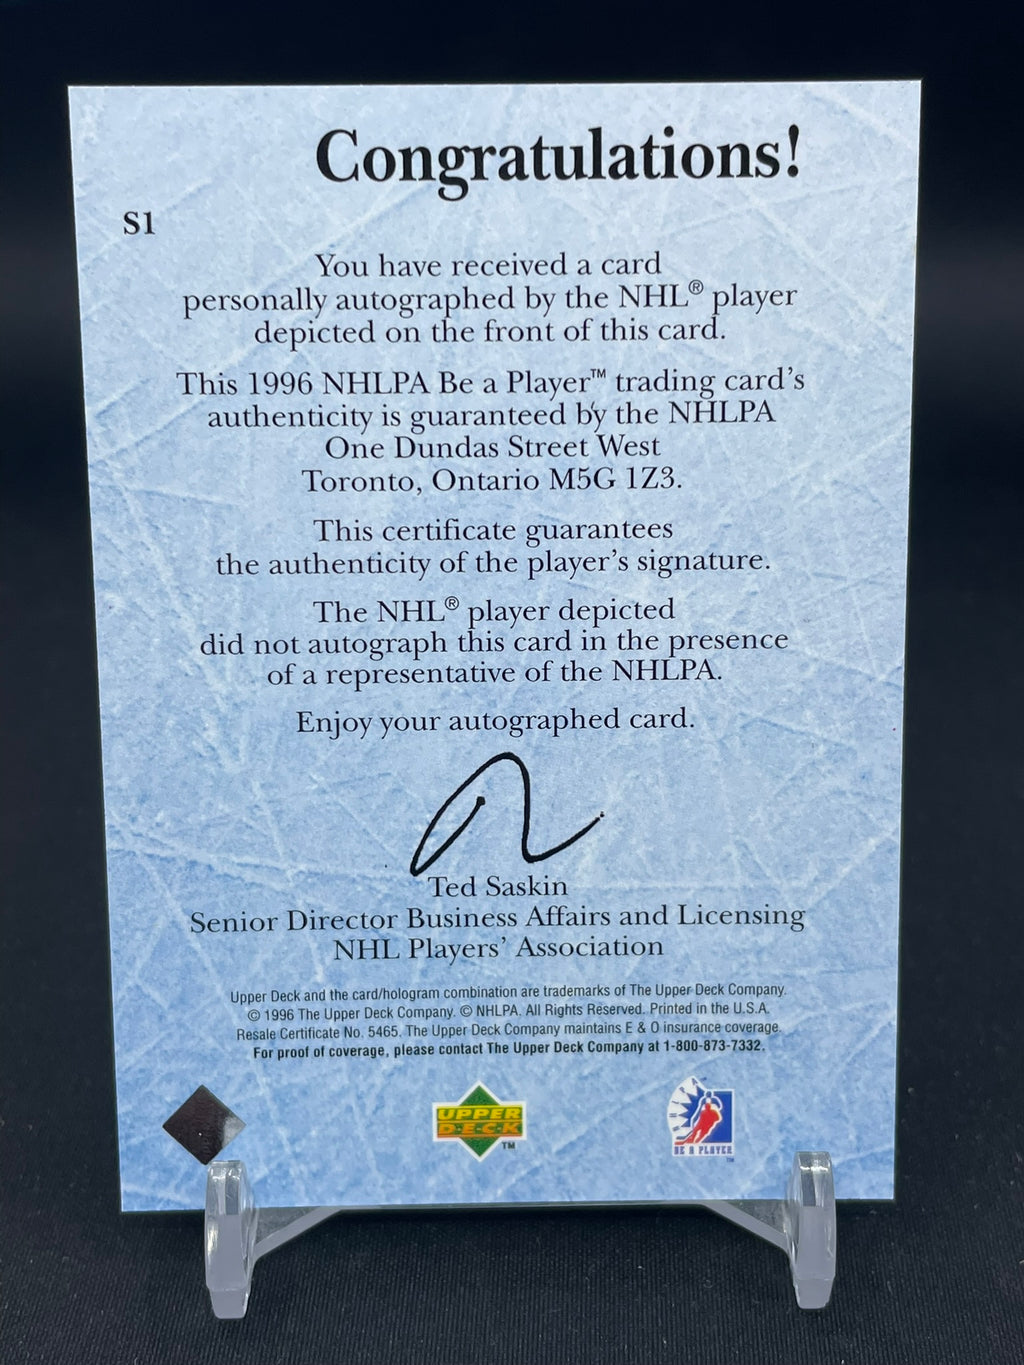 Congratulations!
S1
You have received a card
personally autographed by the NHL® player
depicted on the front of this card.
This 1996 NHLPA Be a Player™ trading card's
authenticity is guaranteed by the NHLPA
One Dundas Street West
Toronto, Ontario M5G 1Z3.
This certificate guarantees
the authenticity of the player's signature.
The NHL® player depicted
did not autograph this card in the presence
of a representative of the NHLPA.
Enjoy your autographed card.
Ted Saskin
Senior Director Business Affairs and Licensing
NHL Players' Association
Upper Deck and the card/hologram combination are trademarks of The Upper Deck Company.
© 1996 The Upper Deck Company. © NHLPA. All Rights Reserved. Printed in the U.S.A.
Resale Certificate No. 5465. The Upper Deck Company maintains E & O insurance coverage.
For proof of coverage, please contact The Upper Deck Company at 1-800-873-7332.
UPPER
DECK
™
BE A PLAYER
™